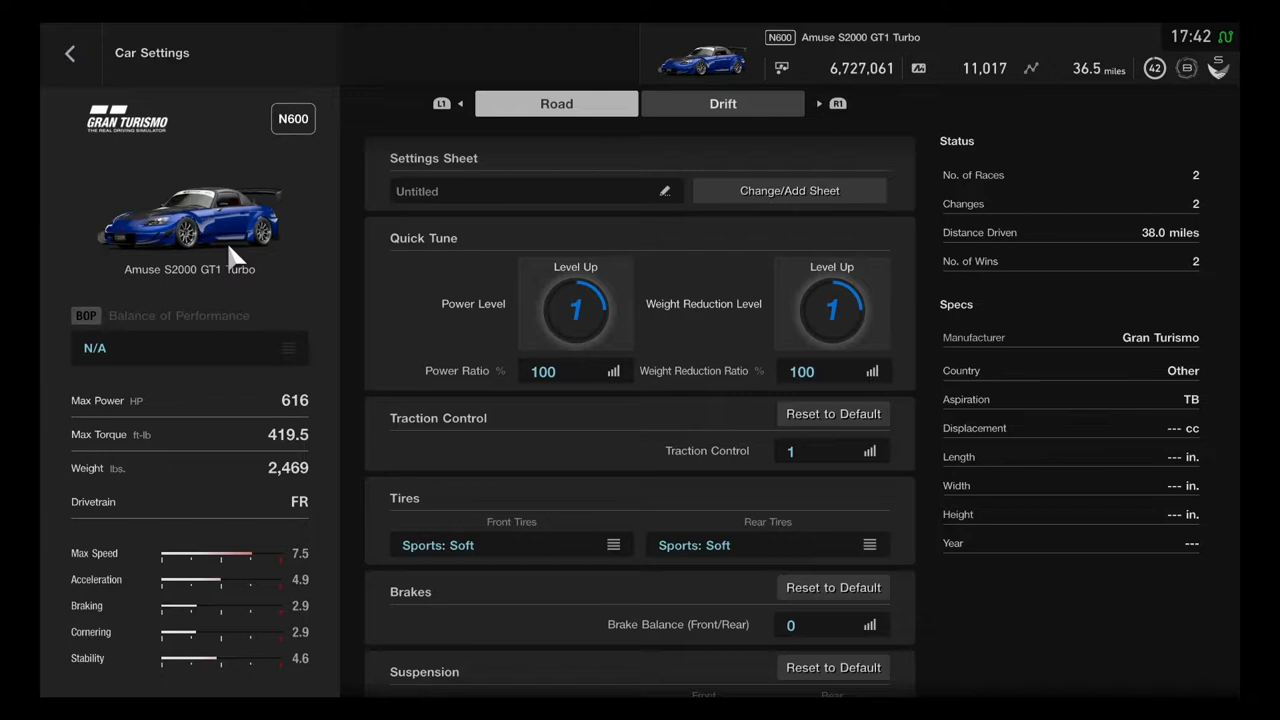 Car Settings
N600 Amuse S2000 GT1 Turbo
6,727,061 11,017 36.5 miles 42 B S
17:42
L1 Road Drift R1
GRAN TURISMO
THE REAL DRIVING SIMULATOR
N600
Amuse S2000 GT1 Turbo
BOP Balance of Performance
N/A
Max Power HP 616
Max Torque ft-lb 419.5
Weight lbs. 2,469
Drivetrain FR
Max Speed 7.5
Acceleration 4.9
Braking 2.9
Cornering 2.9
Stability 4.6
Settings Sheet
Untitled Change/Add Sheet
Quick Tune
Level Up Level Up
Power Level 1 Weight Reduction Level 1
Power Ratio % 100 Weight Reduction Ratio % 100
Traction Control Reset to Default
Traction Control 1
Tires
Front Tires Rear Tires
Sports: Soft Sports: Soft
Brakes Reset to Default
Brake Balance (Front/Rear) 0
Suspension Reset to Default
Front Rear
Status
No. of Races 2
Changes 2
Distance Driven 38.0 miles
No. of Wins 2
Specs
Manufacturer Gran Turismo
Country Other
Aspiration TB
Displacement --- cc
Length --- in.
Width --- in.
Height --- in.
Year ---